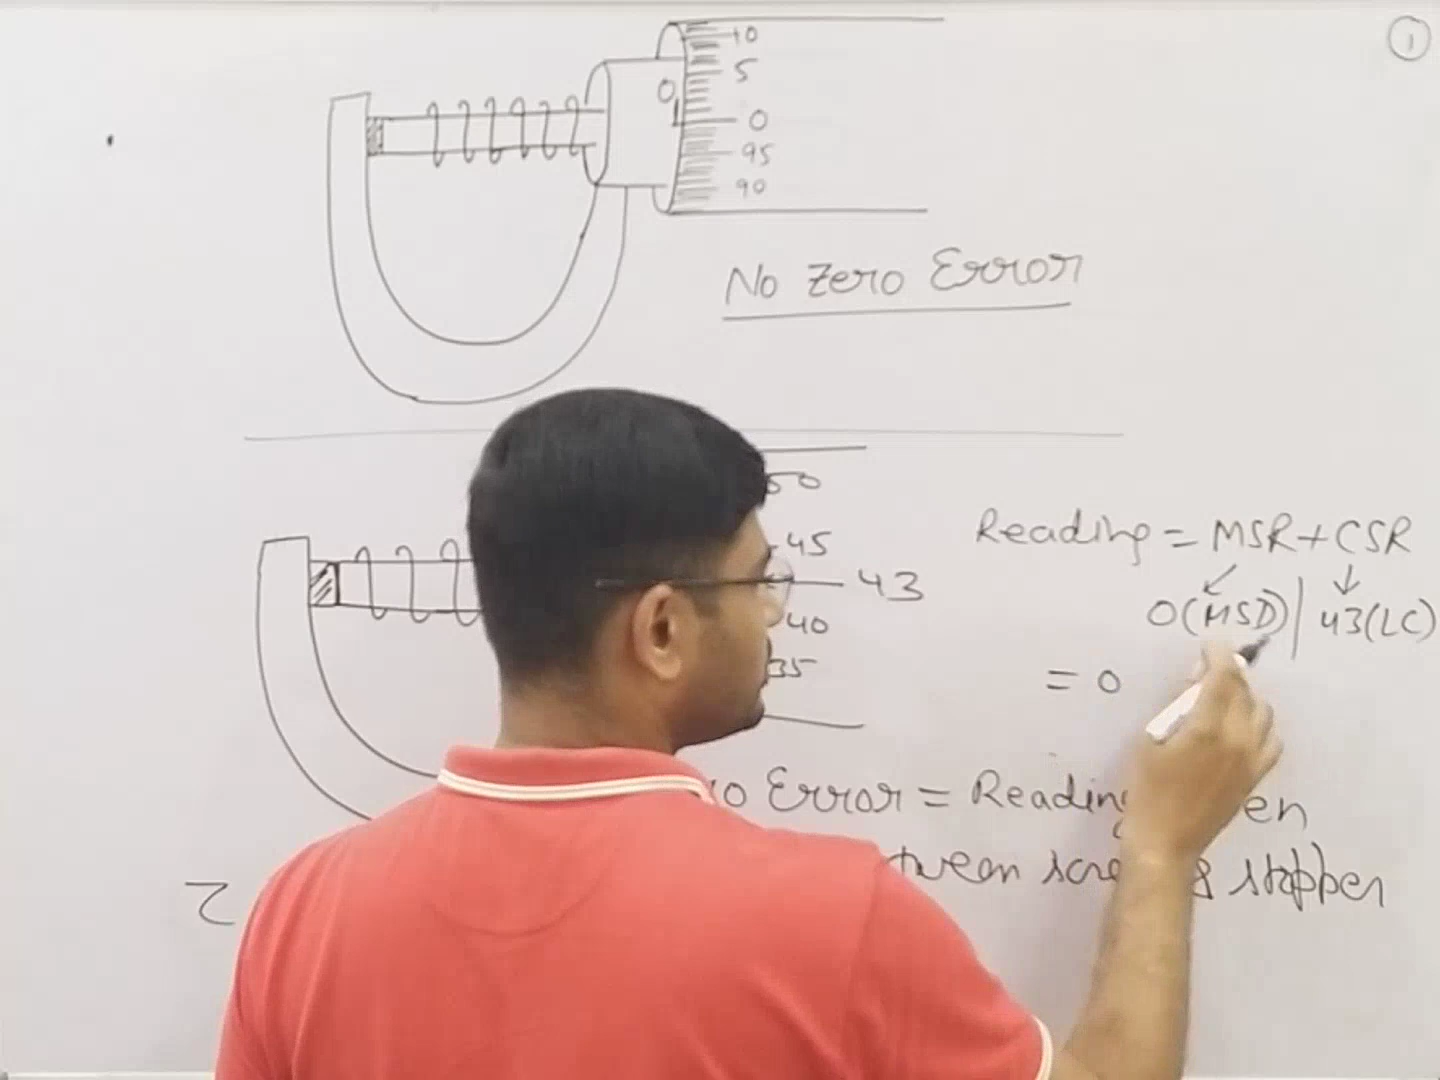 1
10
5
0
0
95
90
No Zero Error
50
45
43
40
35
Reading = MSR + CSR
0(MSD) | 43(LC)
= 0
Error = Reading
screw & stopper